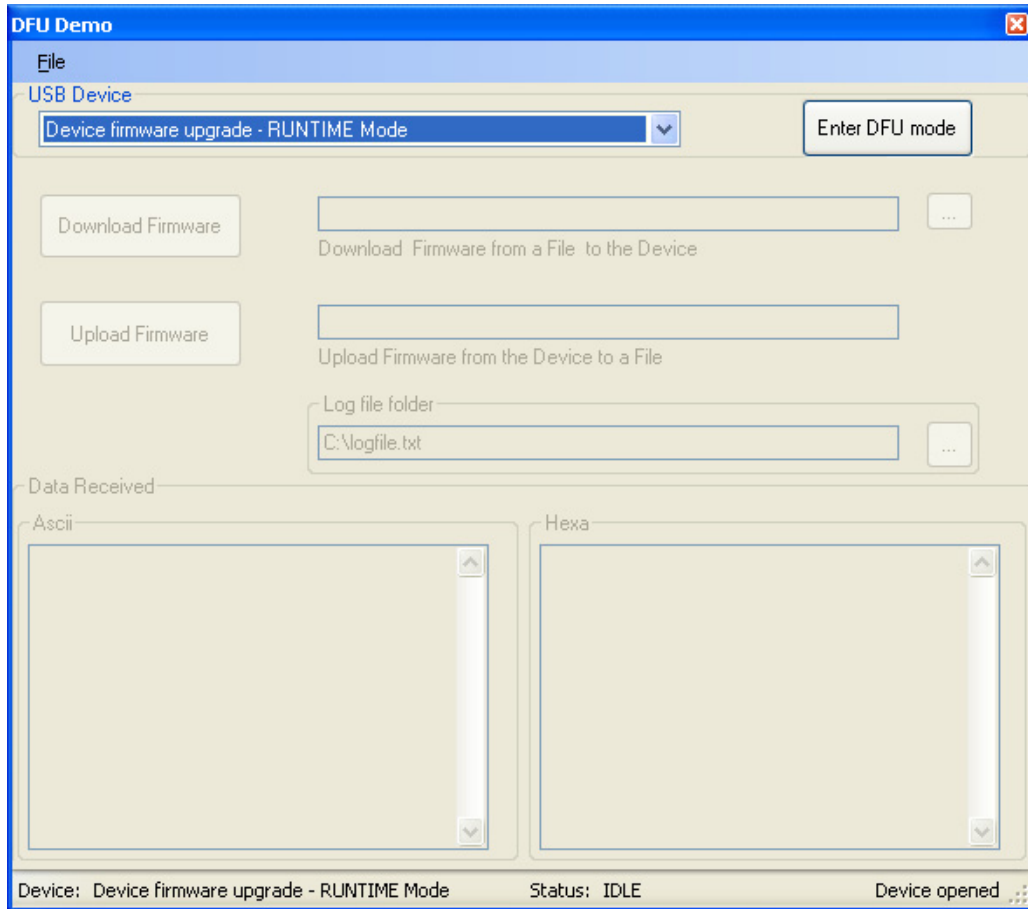 DFU Demo
File
USB Device
Device firmware upgrade - RUNTIME Mode
Enter DFU mode
Download Firmware
...
Download  Firmware from a File  to the Device
Upload Firmware
Upload Firmware from the Device to a File
Log file folder
C:\logfile.txt
...
Data Received
Ascii
Hexa
Device:  Device firmware upgrade - RUNTIME Mode
Status:  IDLE
Device opened